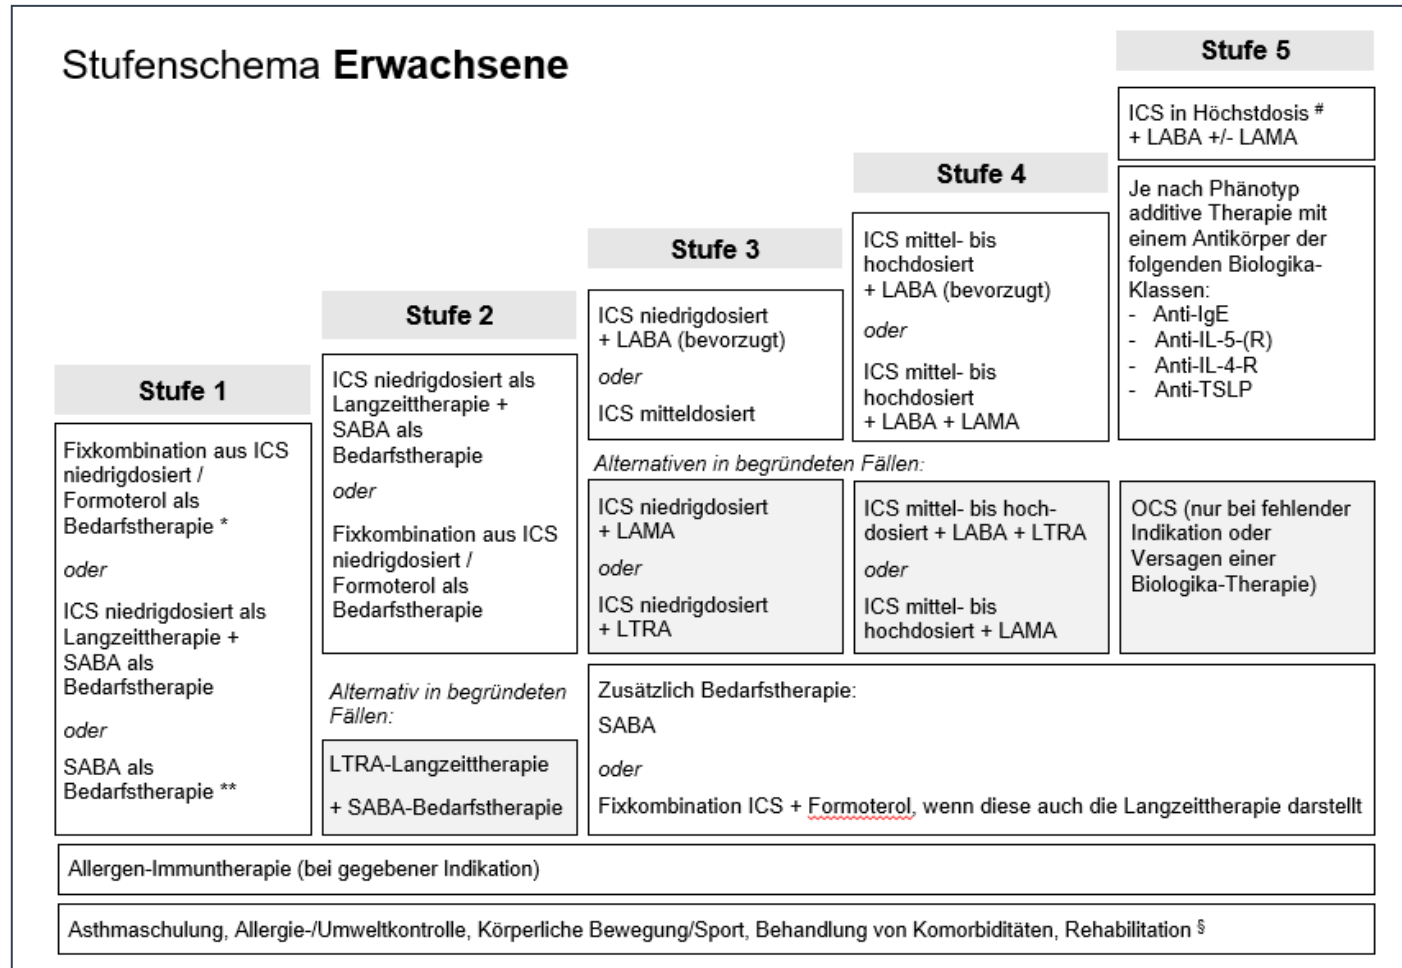 Stufenschema Erwachsene
Stufe 1
Fixkombination aus ICS
niedrigdosiert /
Formoterol als
Bedarfstherapie *
oder
ICS niedrigdosiert als
Langzeittherapie +
SABA als
Bedarfstherapie
oder
SABA als
Bedarfstherapie **
Stufe 2
ICS niedrigdosiert als
Langzeittherapie +
SABA als
Bedarfstherapie
oder
Fixkombination aus ICS
niedrigdosiert /
Formoterol als
Bedarfstherapie
Alternativ in begründeten
Fällen:
LTRA-Langzeittherapie
+ SABA-Bedarfstherapie
Stufe 3
ICS niedrigdosiert
+ LABA (bevorzugt)
oder
ICS mitteldosiert
Stufe 4
ICS mittel- bis
hochdosiert
+ LABA (bevorzugt)
oder
ICS mittel- bis
hochdosiert
+ LABA + LAMA
Stufe 5
ICS in Höchstdosis #
+ LABA +/- LAMA
Je nach Phänotyp
additive Therapie mit
einem Antikörper der
folgenden Biologika-
Klassen:
- Anti-IgE
- Anti-IL-5-(R)
- Anti-IL-4-R
- Anti-TSLP
Alternativen in begründeten Fällen:
ICS niedrigdosiert
+ LAMA
oder
ICS niedrigdosiert
+ LTRA
ICS mittel- bis hoch-
dosiert + LABA + LTRA
oder
ICS mittel- bis
hochdosiert + LAMA
OCS (nur bei fehlender
Indikation oder
Versagen einer
Biologika-Therapie)
Zusätzlich Bedarfstherapie:
SABA
oder
Fixkombination ICS + Formoterol, wenn diese auch die Langzeittherapie darstellt
Allergen-Immuntherapie (bei gegebener Indikation)
Asthmaschulung, Allergie-/Umweltkontrolle, Körperliche Bewegung/Sport, Behandlung von Komorbiditäten, Rehabilitation §